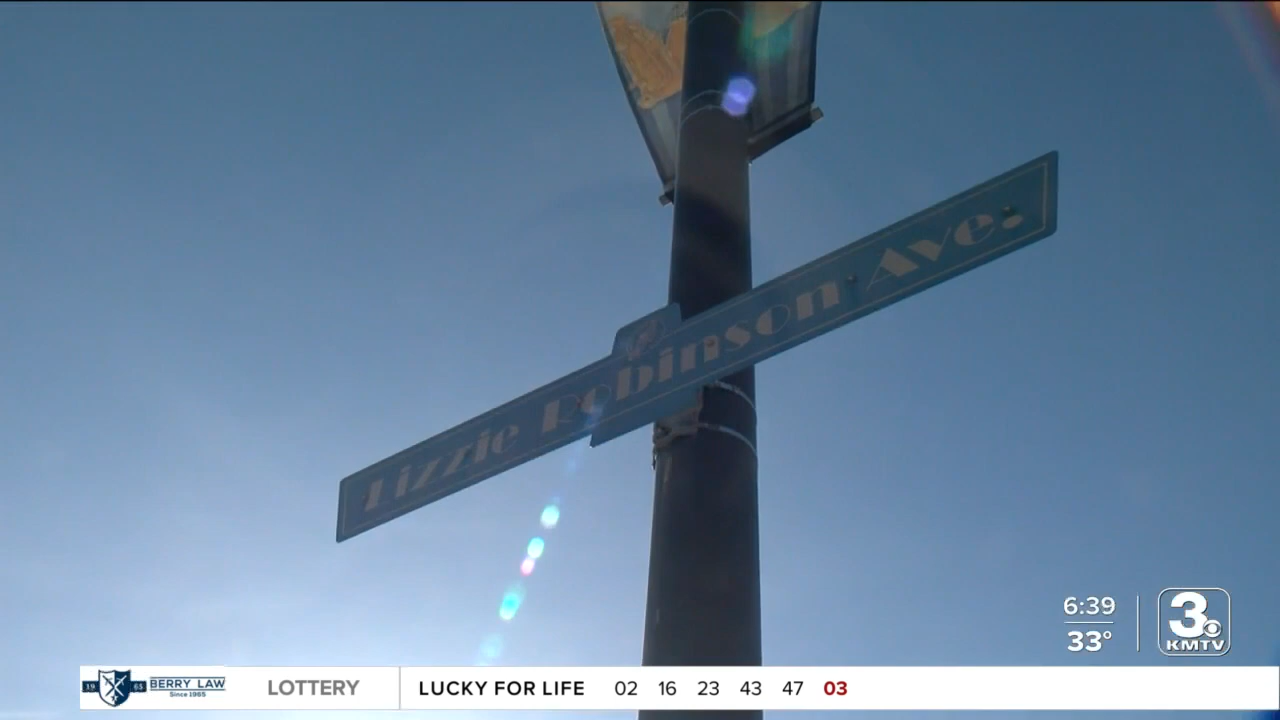 Lizzie Robinson Ave.
6:39
33°
3
KMTV
19 65 BERRY LAW
Since 1965
LOTTERY
LUCKY FOR LIFE 02 16 23 43 47 03